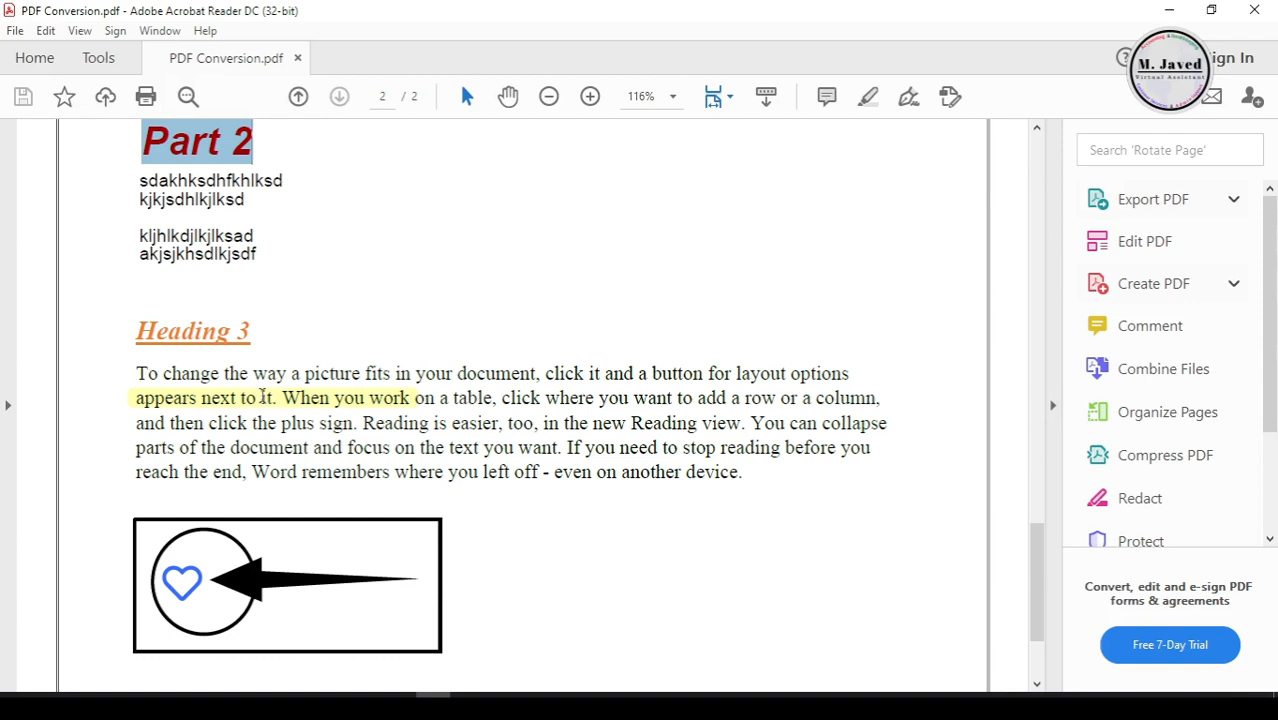 PDF Conversion.pdf - Adobe Acrobat Reader DC (32-bit)
File Edit View Sign Window Help
Home Tools PDF Conversion.pdf × Sign In
M. Javed
Virtual Assistant
2 / 2 116%
Part 2
sdakhksdhfkhlksd
kjkjsdhlkjlksd
kljhlkdjlkjlksad
akjsjkhsdlkjsdf
Heading 3
To change the way a picture fits in your document, click it and a button for layout options
appears next to it. When you work on a table, click where you want to add a row or a column,
and then click the plus sign. Reading is easier, too, in the new Reading view. You can collapse
parts of the document and focus on the text you want. If you need to stop reading before you
reach the end, Word remembers where you left off - even on another device.
Search 'Rotate Page'
Export PDF
Edit PDF
Create PDF
Comment
Combine Files
Organize Pages
Compress PDF
Redact
Protect
Convert, edit and e-sign PDF
forms & agreements
Free 7-Day Trial